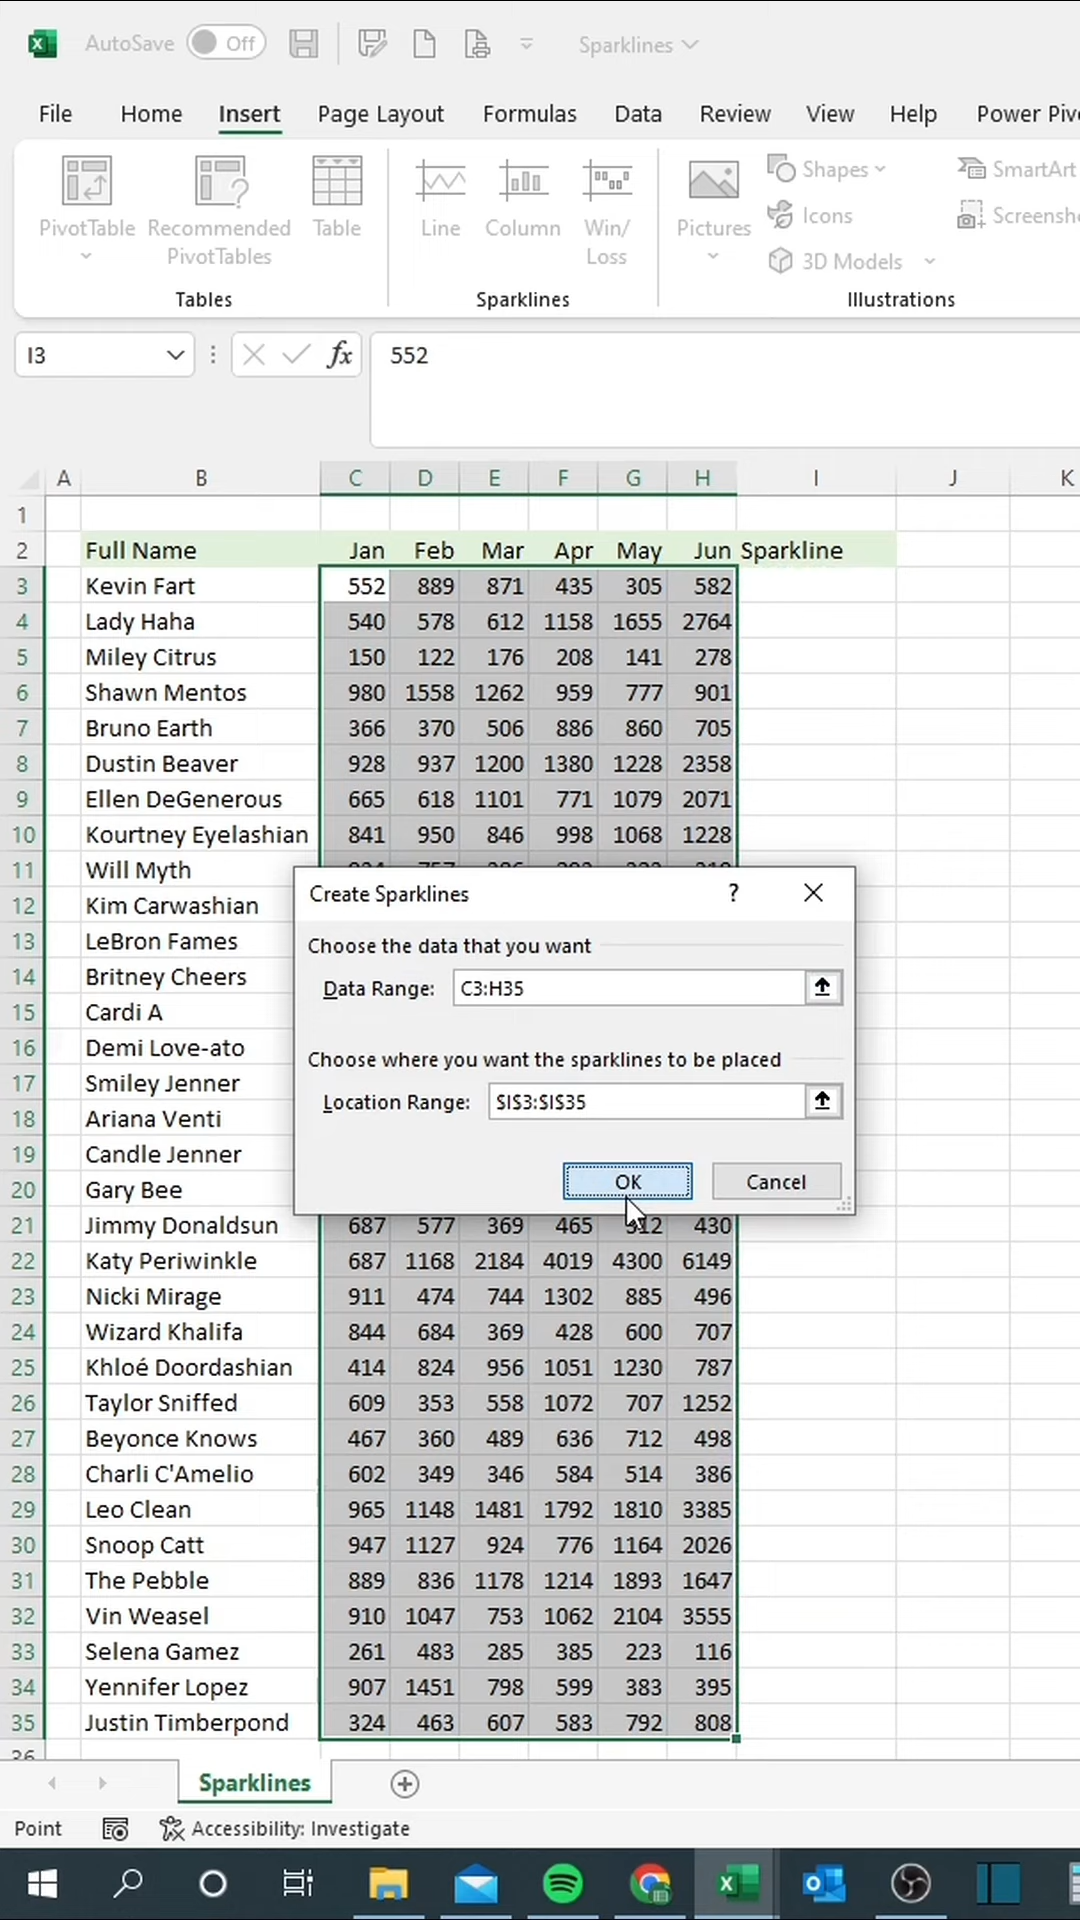 AutoSave Off Sparklines
File Home Insert Page Layout Formulas Data Review View Help Power
PivotTable Recommended PivotTables Table Line Column Win/Loss Pictures Shapes Icons 3D Models SmartArt
Tables Sparklines Illustrations
I3 fx 552
A B C D E F G H I J K
1
2 Full Name Jan Feb Mar Apr May Jun Sparkline
3 Kevin Fart 552 889 871 435 305 582
4 Lady Haha 540 578 612 1158 1655 2764
5 Miley Citrus 150 122 176 208 141 278
6 Shawn Mentos 980 1558 1262 959 777 901
7 Bruno Earth 366 370 506 886 860 705
8 Dustin Beaver 928 937 1200 1380 1228 2358
9 Ellen DeGenerous 665 618 1101 771 1079 2071
10 Kourtney Eyelashian 841 950 846 998 1068 1228
11 Will Myth
12 Kim Carwashian
13 LeBron Fames
14 Britney Cheers
15 Cardi A
16 Demi Love-ato
17 Smiley Jenner
18 Ariana Venti
19 Candle Jenner
20 Gary Bee
Create Sparklines ?
Choose the data that you want
Data Range: C3:H35
Choose where you want the sparklines to be placed
Location Range: $I$3:$I$35
OK Cancel
21 Jimmy Donaldsun 687 577 369 465 430
22 Katy Periwinkle 687 1168 2184 4019 4300 6149
23 Nicki Mirage 911 474 744 1302 885 496
24 Wizard Khalifa 844 684 369 428 600 707
25 Khloé Doordashian 414 824 956 1051 1230 787
26 Taylor Sniffed 609 353 558 1072 707 1252
27 Beyonce Knows 467 360 489 636 712 498
28 Charli C'Amelio 602 349 346 584 514 386
29 Leo Clean 965 1148 1481 1792 1810 3385
30 Snoop Catt 947 1127 924 776 1164 2026
31 The Pebble 889 836 1178 1214 1893 1647
32 Vin Weasel 910 1047 753 1062 2104 3555
33 Selena Gamez 261 483 285 385 223 116
34 Yennifer Lopez 907 1451 798 599 383 395
35 Justin Timberpond 324 463 607 583 792 808
Sparklines
Point Accessibility: Investigate